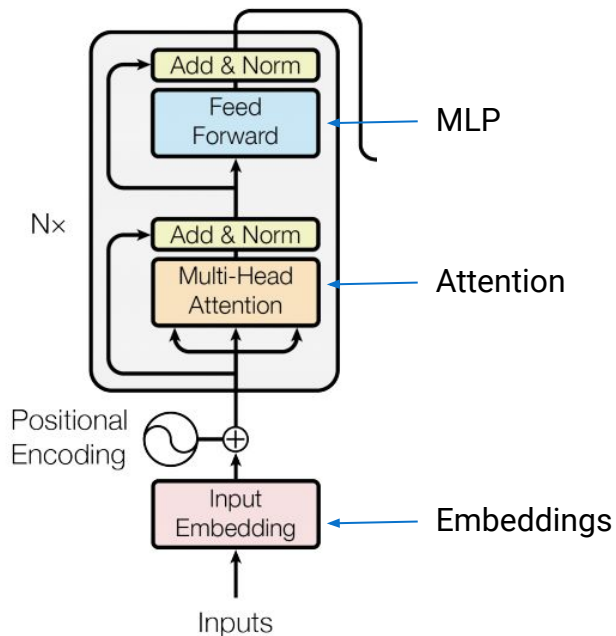 Add & Norm
Feed
Forward
MLP
Nx
Add & Norm
Multi-Head
Attention
Attention
Positional
Encoding
Input
Embedding
Embeddings
Inputs